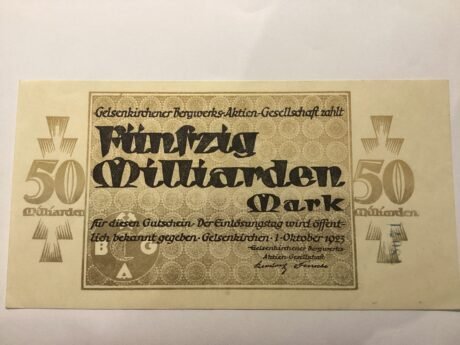 Gelsenkirchener Bergwerks-Aktien-Gesellschaft zahlt
Fünfzig
Milliarden
Mark
für diesen Gutschein · Der Einlösungstag wird öffent-
lich bekannt gegeben · Gelsenkirchen · 1 · Oktober 1923
Gelsenkirchener Bergwerks
Aktien-Gesellschaft
50
Milliarden
50
Milliarden
B G
A